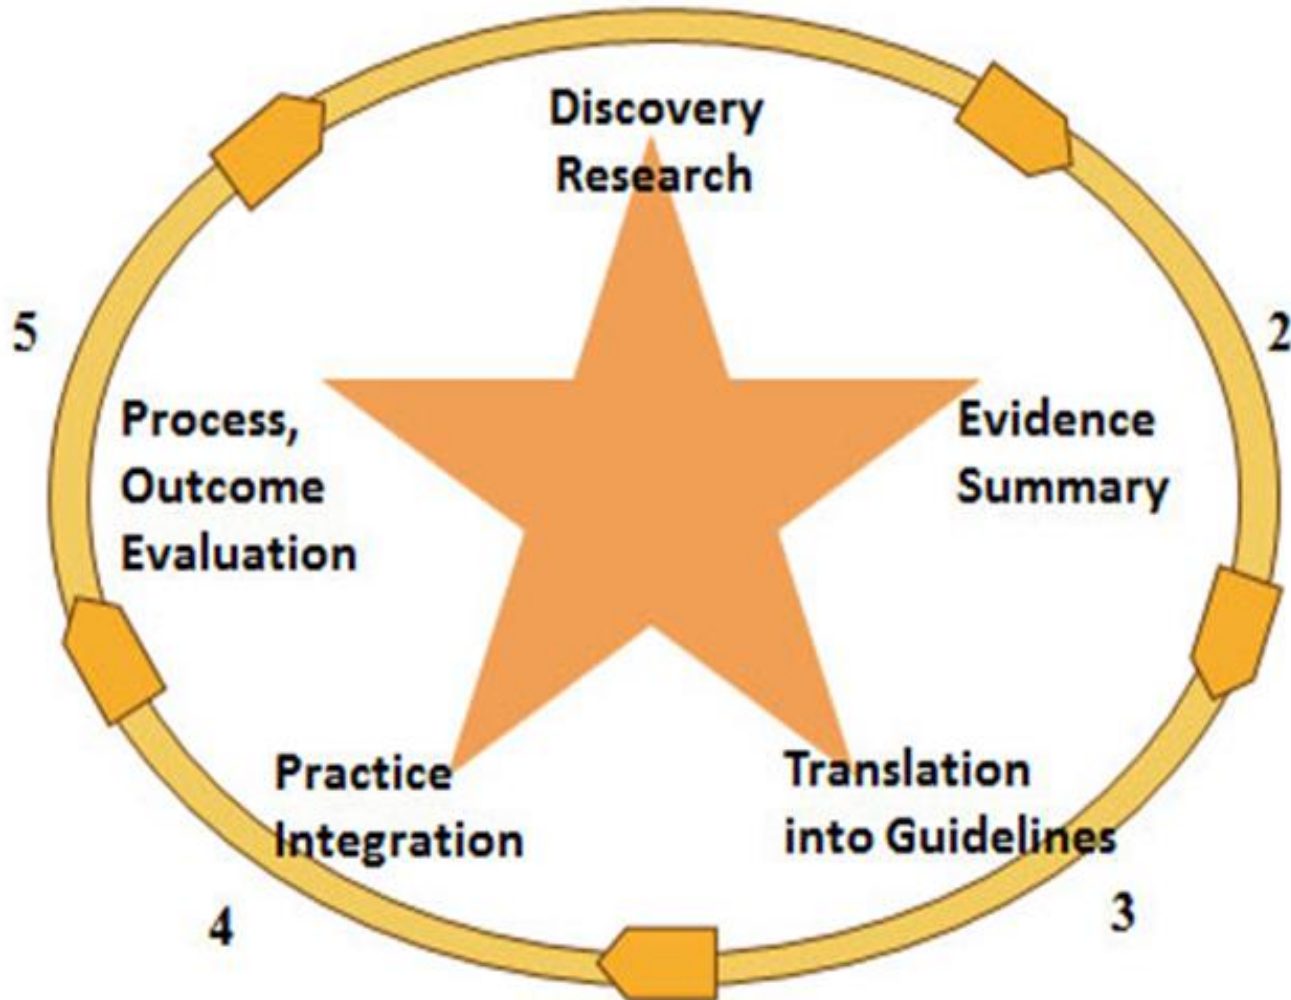 Discovery
Research
2
Evidence
Summary
3
Translation
into Guidelines
4
Practice
Integration
5
Process,
Outcome
Evaluation